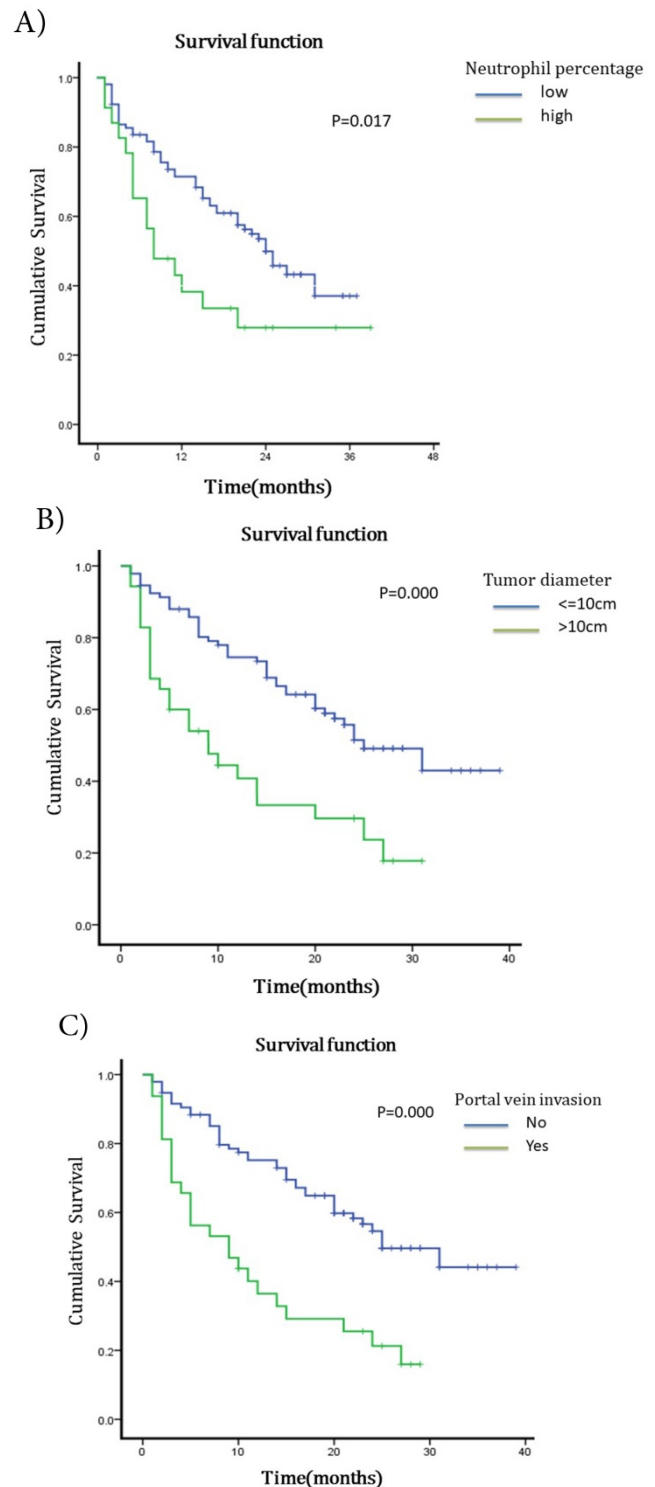 A)
Survival function
Neutrophil percentage
low
high
P=0.017
1.0
0.8
0.6
0.4
0.2
0.0
Cumulative Survival
0 12 24 36 48
Time(months)
B)
Survival function
Tumor diameter
<=10cm
>10cm
P=0.000
1.0
0.8
0.6
0.4
0.2
0.0
Cumulative Survival
0 10 20 30 40
Time(months)
C)
Survival function
Portal vein invasion
No
Yes
P=0.000
1.0
0.8
0.6
0.4
0.2
0.0
Cumulative Survival
0 10 20 30 40
Time(months)